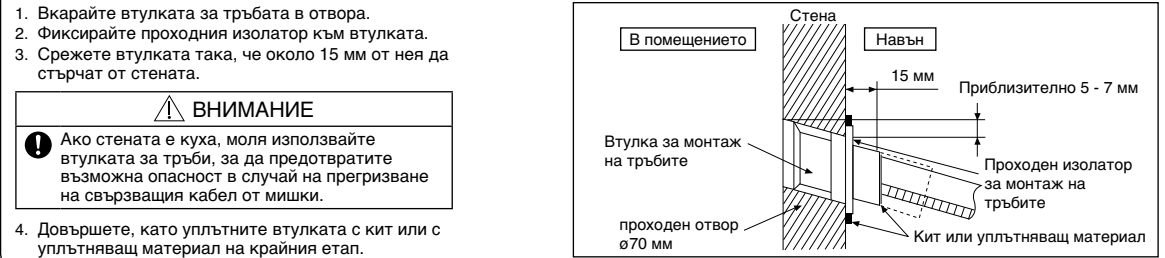 1. Вкарайте втулката за тръбата в отвора.
2. Фиксирайте проходния изолатор към втулката.
3. Срежете втулката така, че около 15 мм от нея да
стърчат от стената.
ВНИМАНИЕ
Ако стената е куха, моля използвайте
втулката за тръби, за да предотвратите
възможна опасност в случай на прегризване
на свързващия кабел от мишки.
4. Довършете, като уплътните втулката с кит или с
уплътняващ материал на крайния етап.
Стена
В помещението
Навън
15 мм
Приблизително 5 - 7 мм
Втулка за монтаж
на тръбите
Проходен изолатор
за монтаж на
тръбите
проходен отвор
ø70 мм
Кит или уплътняващ материал